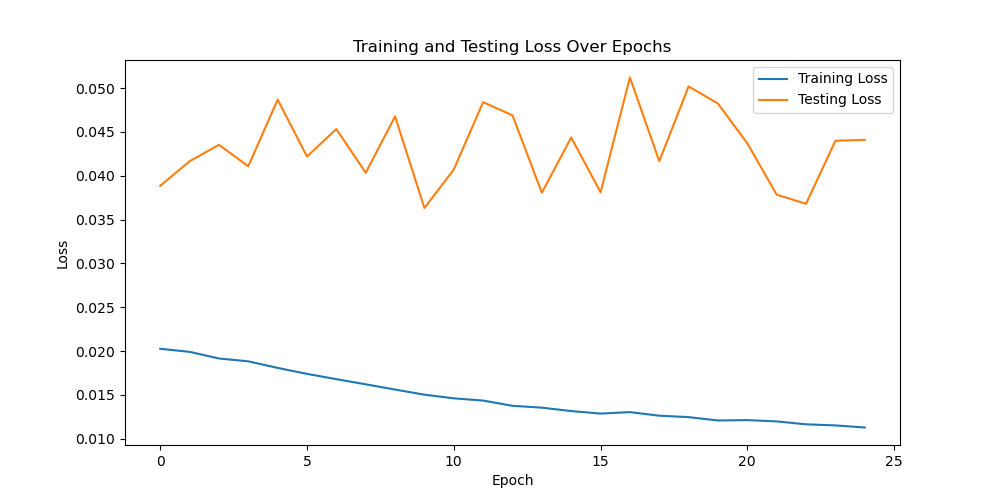 Training and Testing Loss Over Epochs
Training Loss
Testing Loss
0.050
0.045
0.040
0.035
0.030
0.025
0.020
0.015
0.010
Loss
0 5 10 15 20 25
Epoch